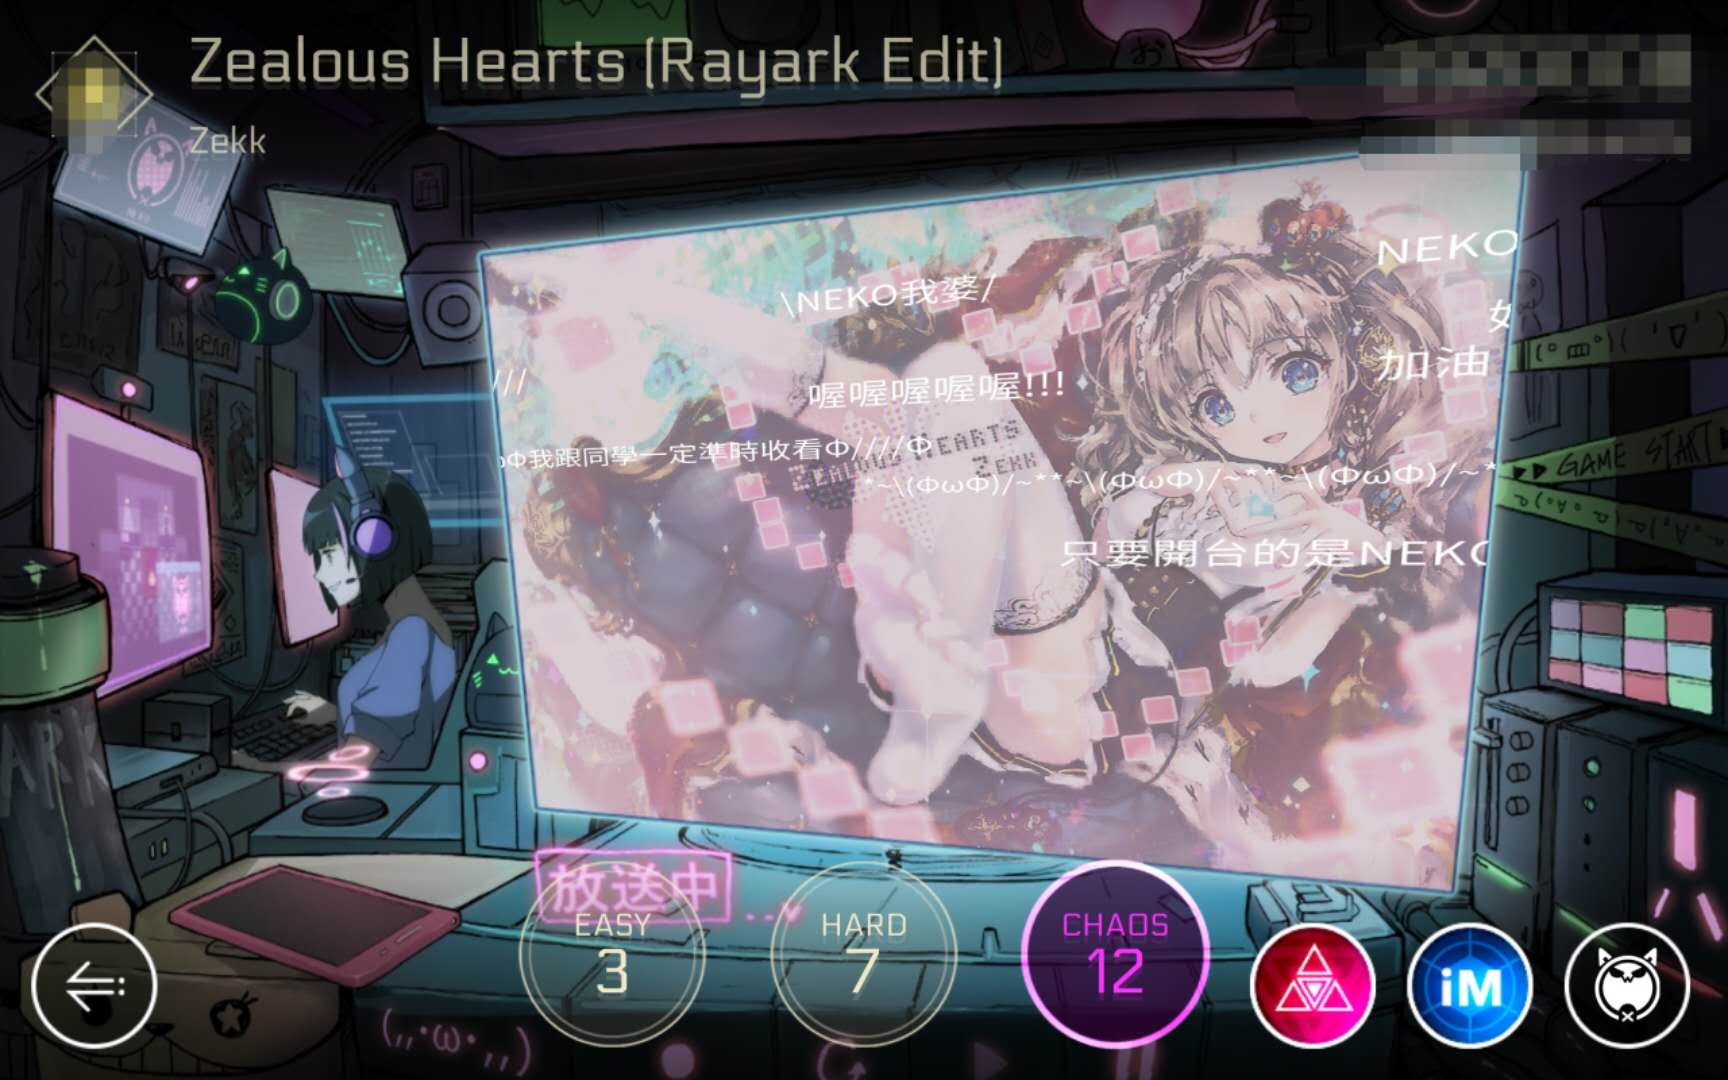 Zealous Hearts (Rayark Edit)
Zekk
NEKO
\NEKO我婆/
加油
///
喔喔喔喔喔!!!
ZEALOUS HEARTS
ZEKK
Φ我跟同學一定準時收看Φ////Φ
*~\(ΦωΦ)/~**~\(ΦωΦ)/~**~\(ΦωΦ)/~*
只要開台的是NEKO
GAME START!
放送中
EASY
3
HARD
7
CHAOS
12
iM
(,,·ω·,,)